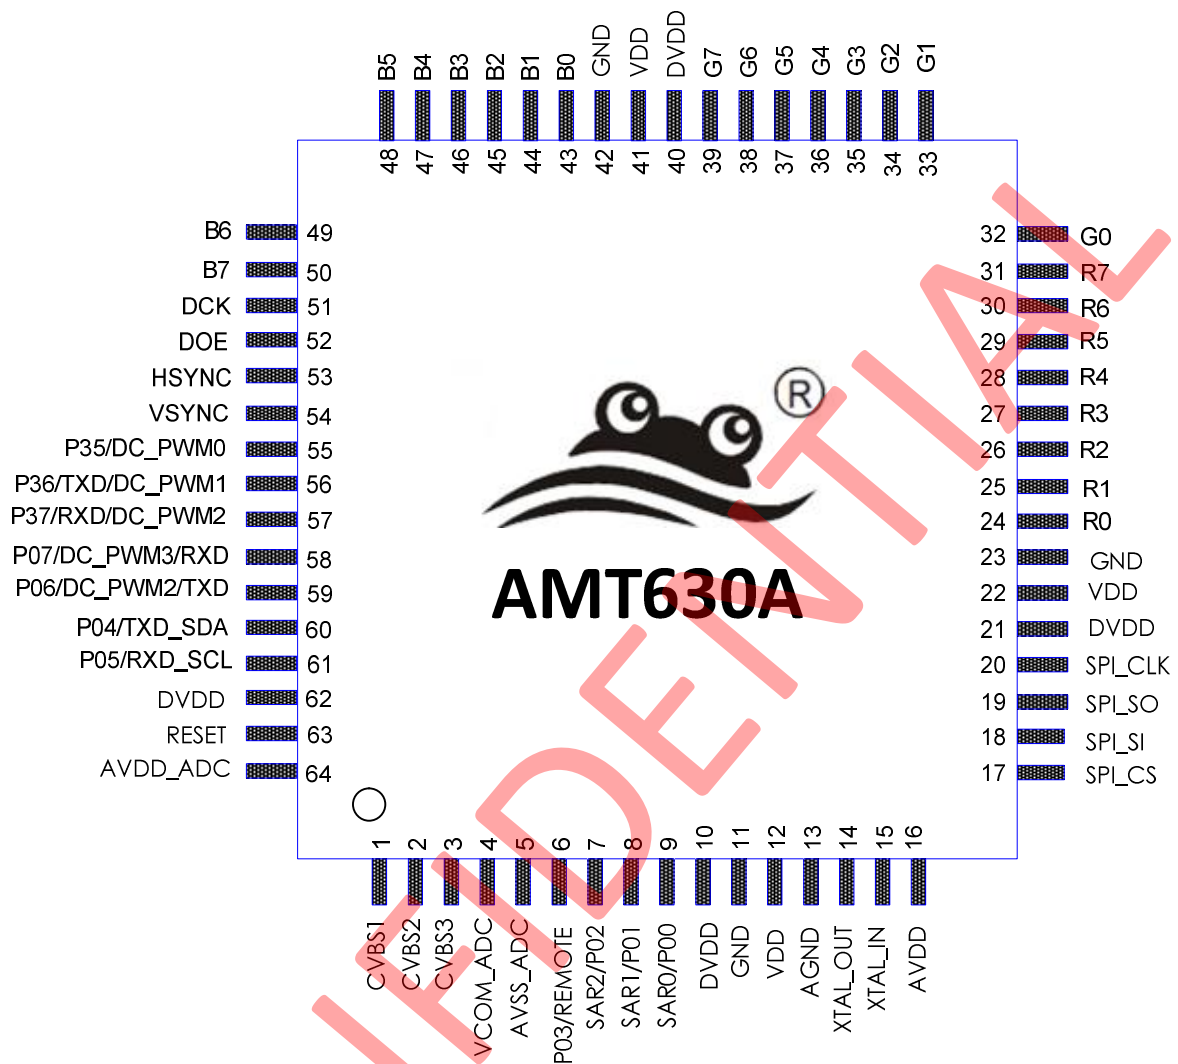 B5 B4 B3 B2 B1 B0 GND VDD DVDD G7 G6 G5 G4 G3 G2 G1
48 47 46 45 44 43 42 41 40 39 38 37 36 35 34 33
B6 49 32 G0
B7 50 31 R7
DCK 51 30 R6
DOE 52 29 R5
HSYNC 53 28 R4
VSYNC 54 27 R3
P35/DC_PWM0 55 26 R2
P36/TXD/DC_PWM1 56 25 R1
P37/RXD/DC_PWM2 57 24 R0
P07/DC_PWM3/RXD 58 23 GND
P06/DC_PWM2/TXD 59 22 VDD
P04/TXD_SDA 60 21 DVDD
P05/RXD_SCL 61 20 SPI_CLK
DVDD 62 19 SPI_SO
RESET 63 18 SPI_SI
AVDD_ADC 64 17 SPI_CS
®
AMT630A
1 2 3 4 5 6 7 8 9 10 11 12 13 14 15 16
CVBS1 CVBS2 CVBS3 VCOM_ADC AVSS_ADC P03/REMOTE SAR2/P02 SAR1/P01 SAR0/P00 DVDD GND VDD AGND XTAL_OUT XTAL_IN AVDD
FIDENTIAL